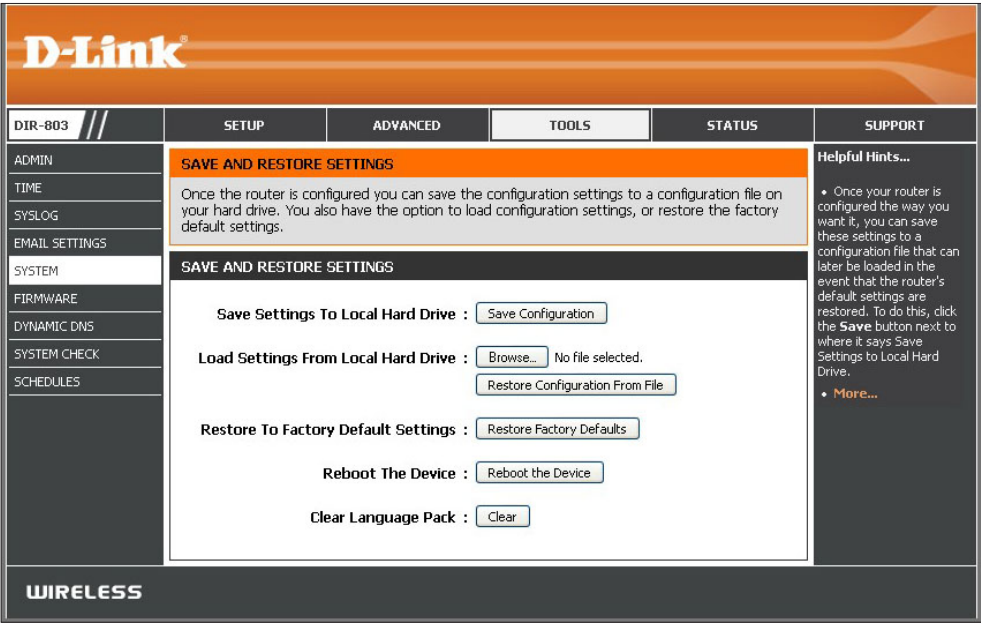 D-Link®
DIR-803
SETUP
ADVANCED
TOOLS
STATUS
SUPPORT
ADMIN
TIME
SYSLOG
EMAIL SETTINGS
SYSTEM
FIRMWARE
DYNAMIC DNS
SYSTEM CHECK
SCHEDULES
SAVE AND RESTORE SETTINGS
Once the router is configured you can save the configuration settings to a configuration file on
your hard drive. You also have the option to load configuration settings, or restore the factory
default settings.
SAVE AND RESTORE SETTINGS
Save Settings To Local Hard Drive : Save Configuration
Load Settings From Local Hard Drive : Browse... No file selected.
Restore Configuration From File
Restore To Factory Default Settings : Restore Factory Defaults
Reboot The Device : Reboot the Device
Clear Language Pack : Clear
Helpful Hints...
• Once your router is
configured the way you
want it, you can save
these settings to a
configuration file that can
later be loaded in the
event that the router's
default settings are
restored. To do this, click
the Save button next to
where it says Save
Settings to Local Hard
Drive.
• More...
WIRELESS